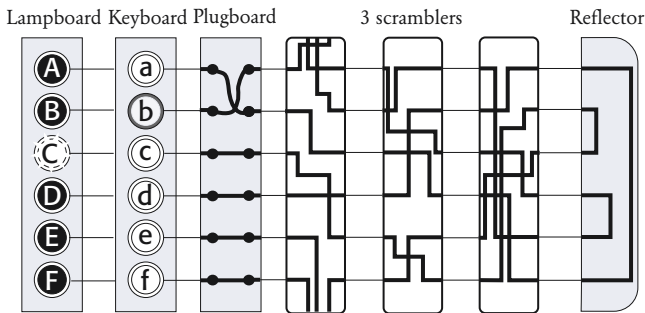 Lampboard Keyboard Plugboard 3 scramblers Reflector
A a
B b
C c
D d
E e
F f